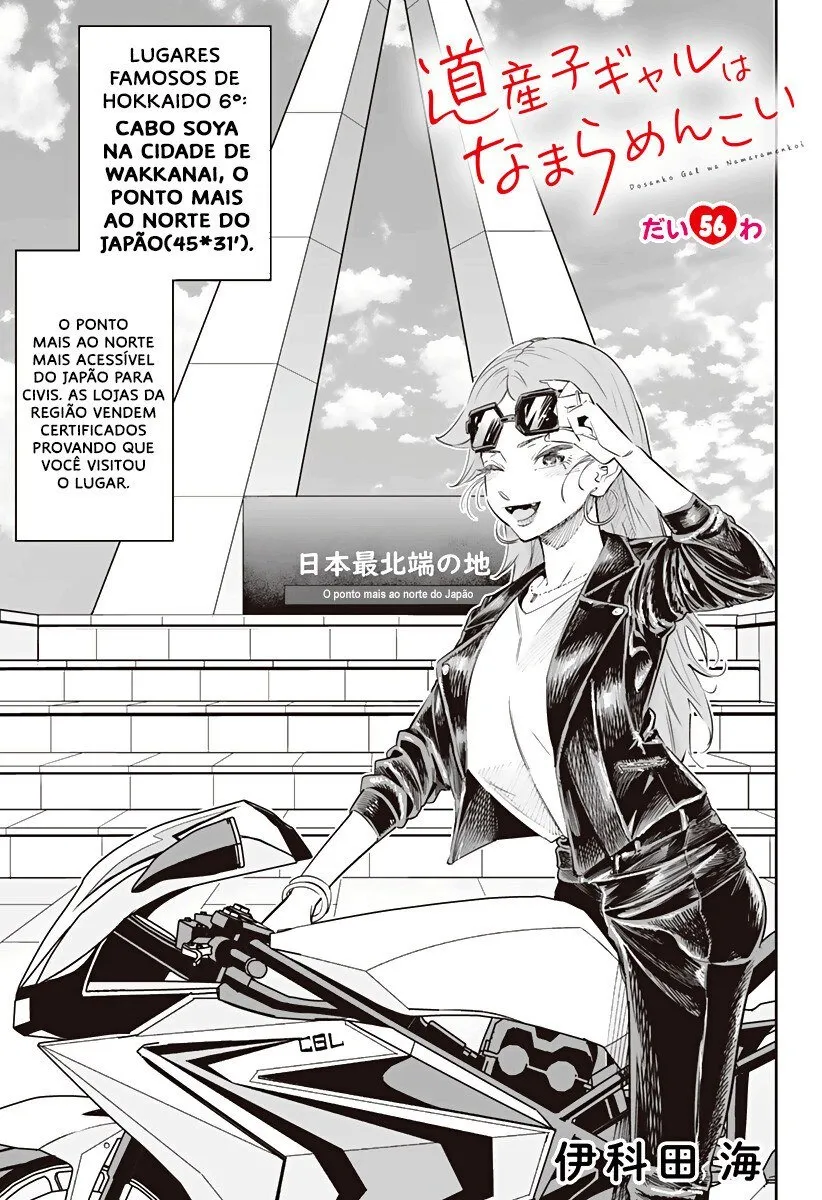 道産子ギャルは
なまらめんこい
Dosanko Gal wa Namaramenkoi
だい56わ
LUGARES
FAMOSOS DE
HOKKAIDO 6º:
CABO SOYA
NA CIDADE DE
WAKKANAI, O
PONTO MAIS
AO NORTE DO
JAPÃO(45*31').
O PONTO
MAIS AO NORTE
MAIS ACESSÍVEL
DO JAPÃO PARA
CIVIS. AS LOJAS DA
REGIÃO VENDEM
CERTIFICADOS
PROVANDO QUE
VOCÊ VISITOU
O LUGAR.
日本最北端の地
O ponto mais ao norte do Japão
CBL
伊科田 海